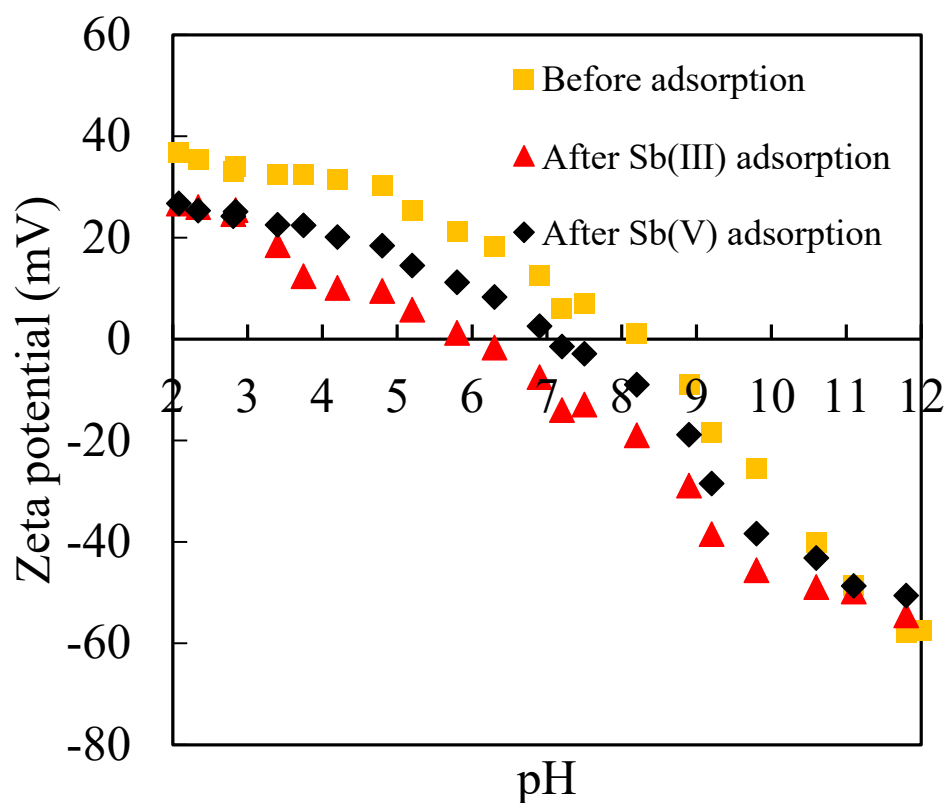 60
40
20
0
-20
-40
-60
-80
Zeta potential (mV)
Before adsorption
After Sb(III) adsorption
After Sb(V) adsorption
2 3 4 5 6 7 8 9 10 11 12
pH